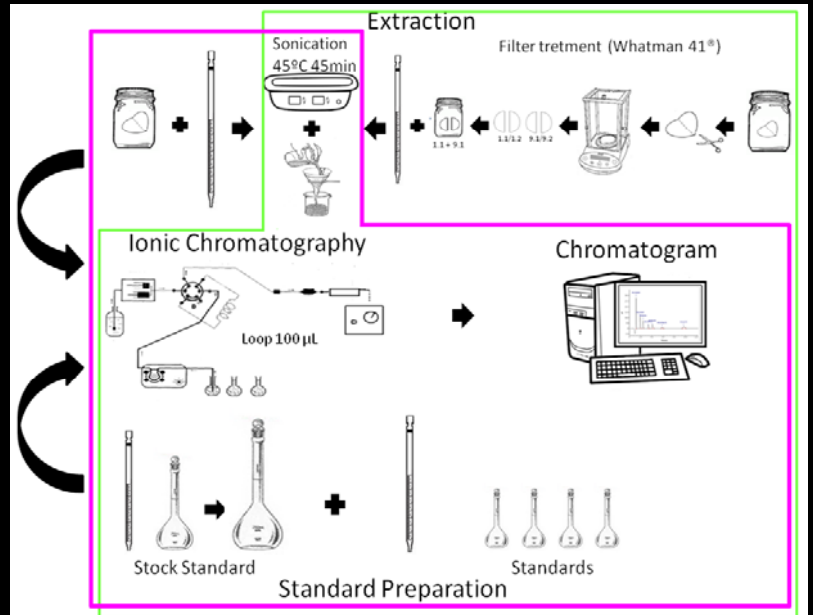 Extraction
Sonication
45ºC 45min
Filter tretment (Whatman 41®)
1.1 + 9.1
1.1/1.2 9.1/9.2
Ionic Chromatography
Chromatogram
Loop 100 µL
Stock Standard
Standards
Standard Preparation